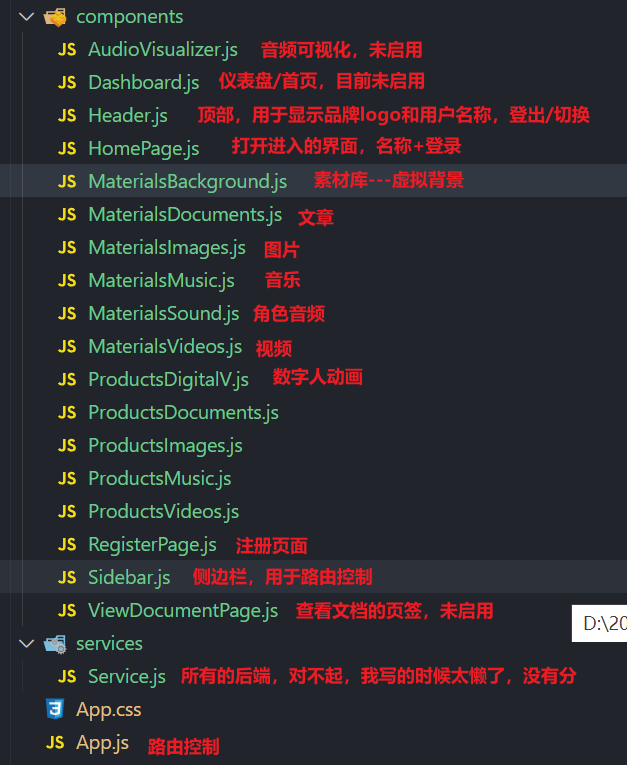 components
JS AudioVisualizer.js 音频可视化，未启用
JS Dashboard.js 仪表盘/首页，目前未启用
JS Header.js 顶部，用于显示品牌logo和用户名称，登出/切换
JS HomePage.js 打开进入的界面，名称+登录
JS MaterialsBackground.js 素材库---虚拟背景
JS MaterialsDocuments.js 文章
JS MaterialsImages.js 图片
JS MaterialsMusic.js 音乐
JS MaterialsSound.js 角色音频
JS MaterialsVideos.js 视频
JS ProductsDigitalV.js 数字人动画
JS ProductsDocuments.js
JS ProductsImages.js
JS ProductsMusic.js
JS ProductsVideos.js
JS RegisterPage.js 注册页面
JS Sidebar.js 侧边栏，用于路由控制
JS ViewDocumentPage.js 查看文档的页签，未启用
D:\20
services
JS Service.js 所有的后端，对不起，我写的时候太懒了，没有分
App.css
JS App.js 路由控制